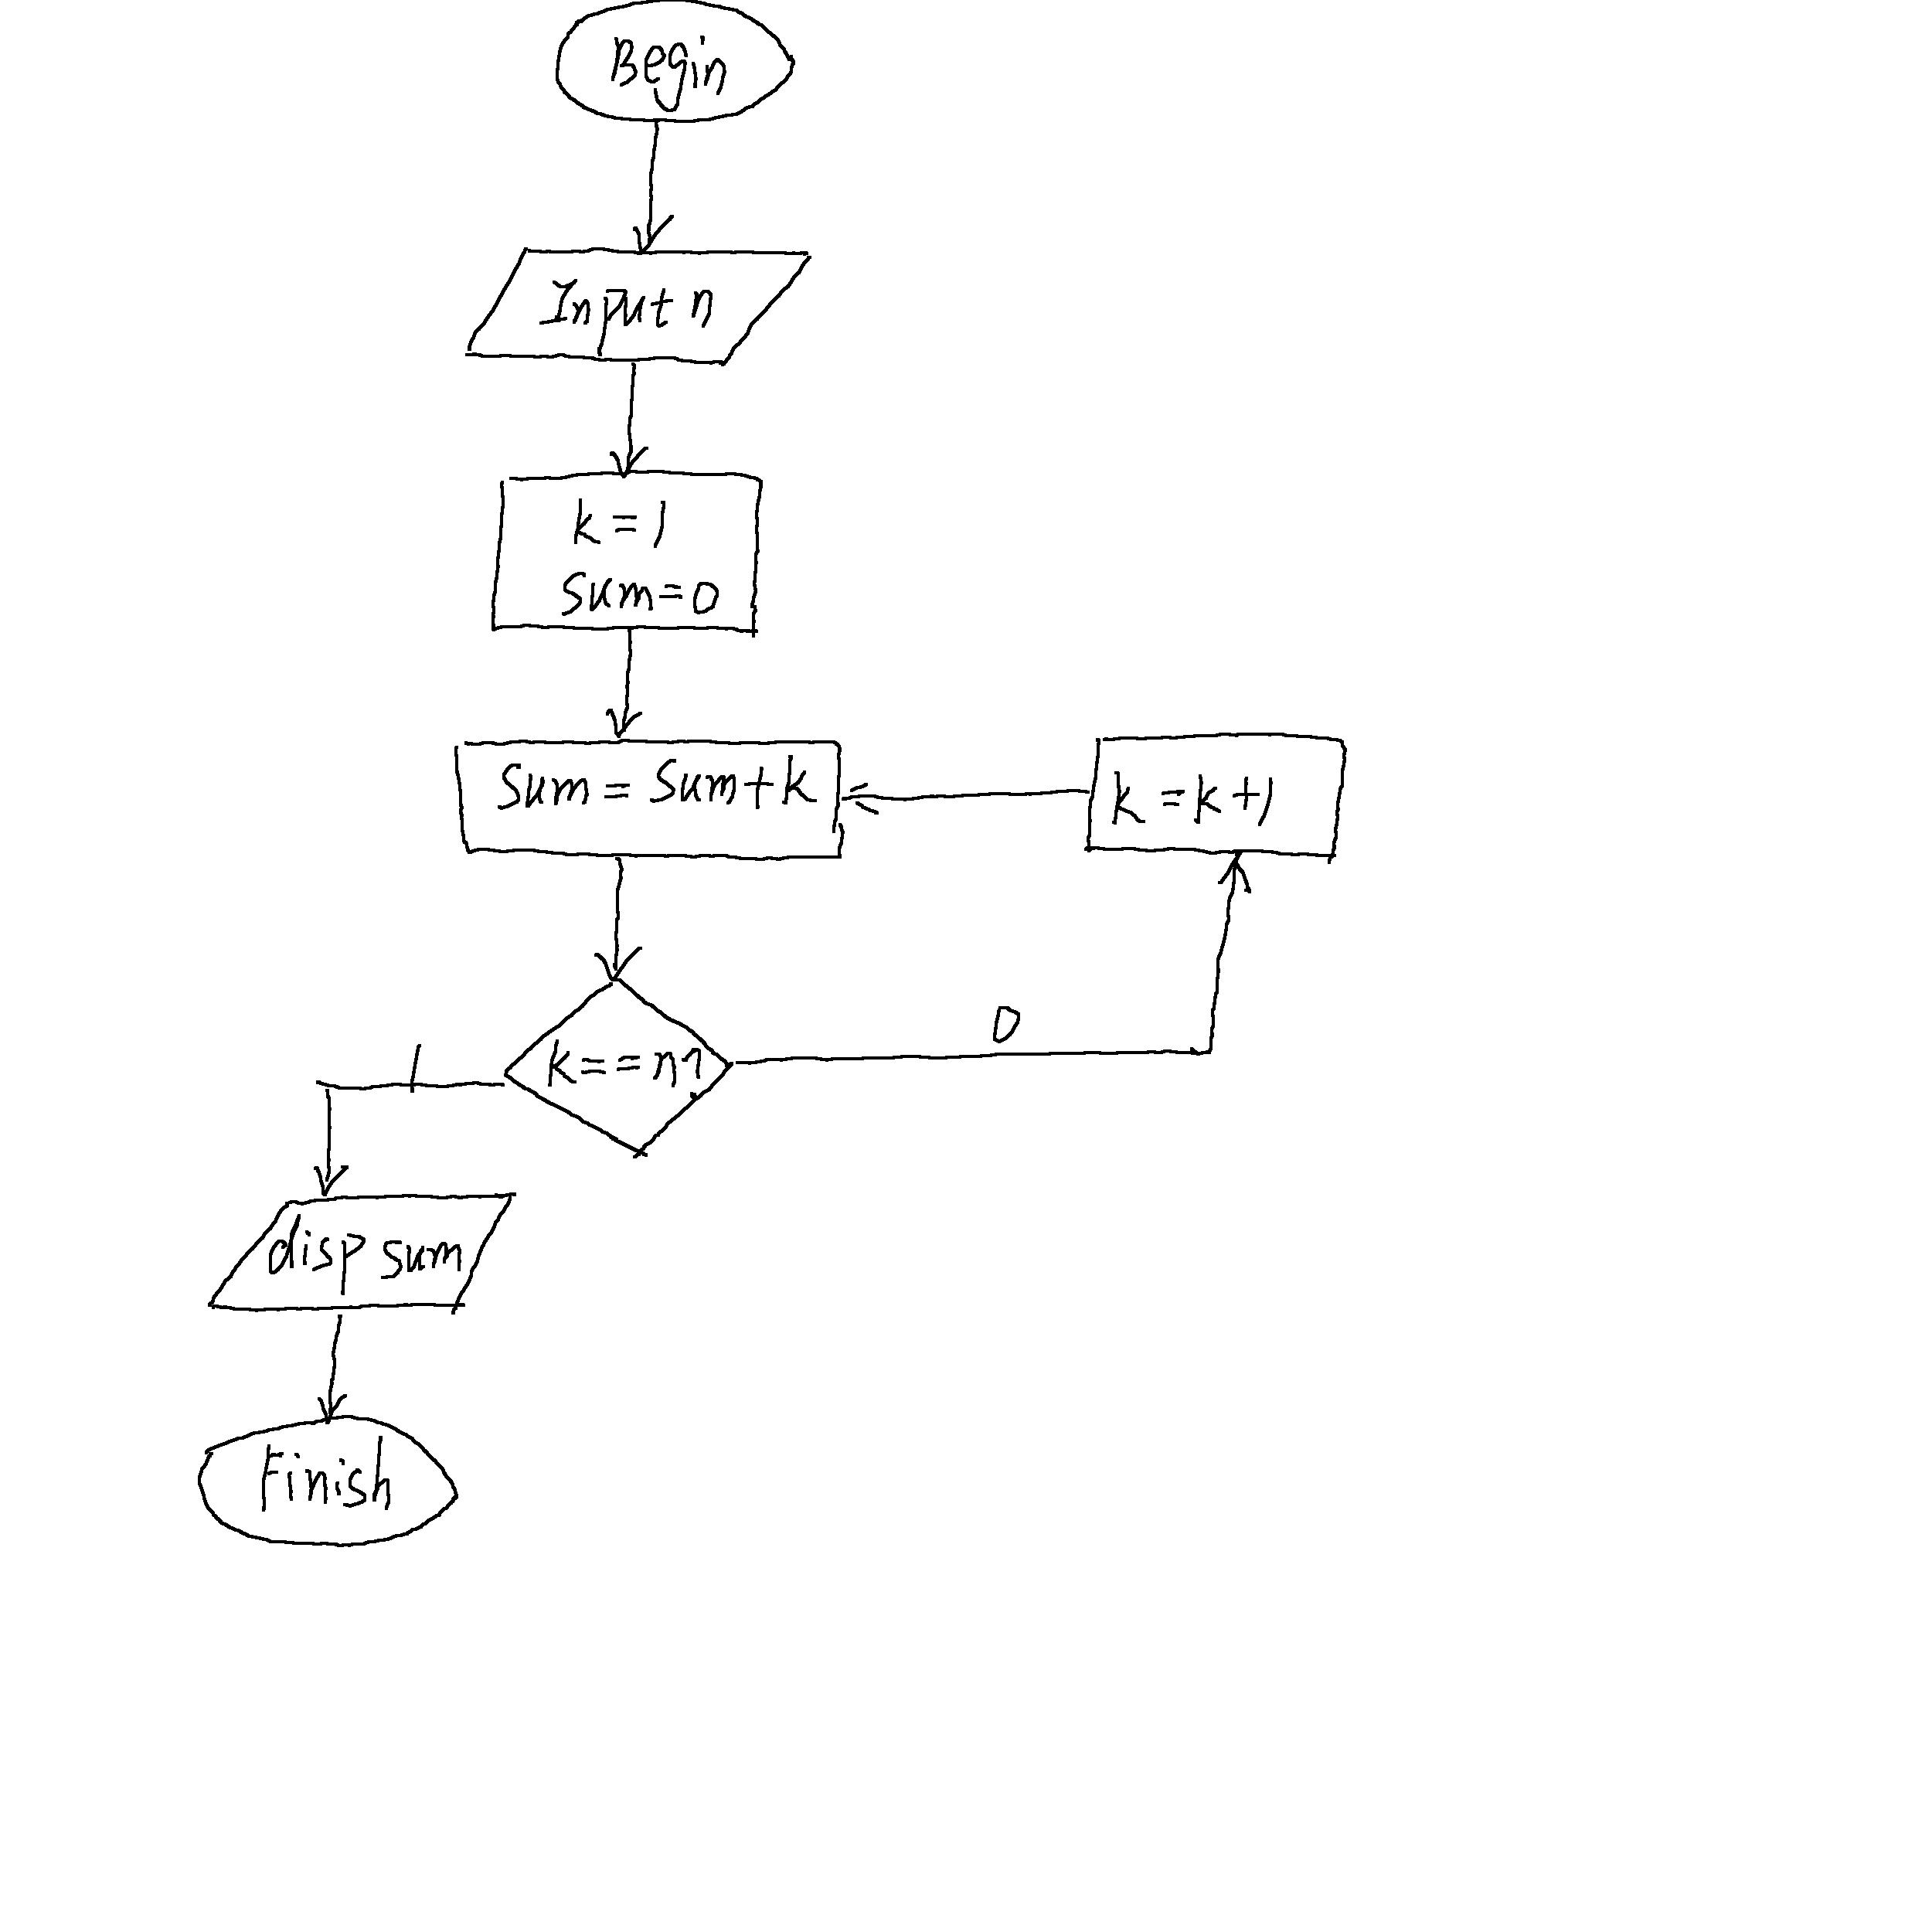 Begin
Input n
k=1
sum=0
sum=sum+k
k=k+1
k==n?
0
1
disp sum
Finish